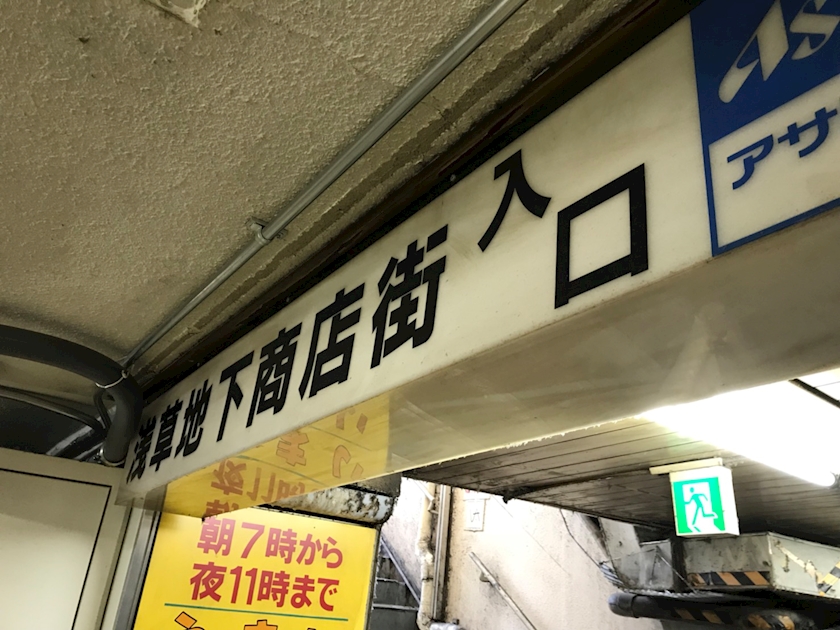 浅草地下商店街 入口
As
アサ
朝7時から
夜11時まで